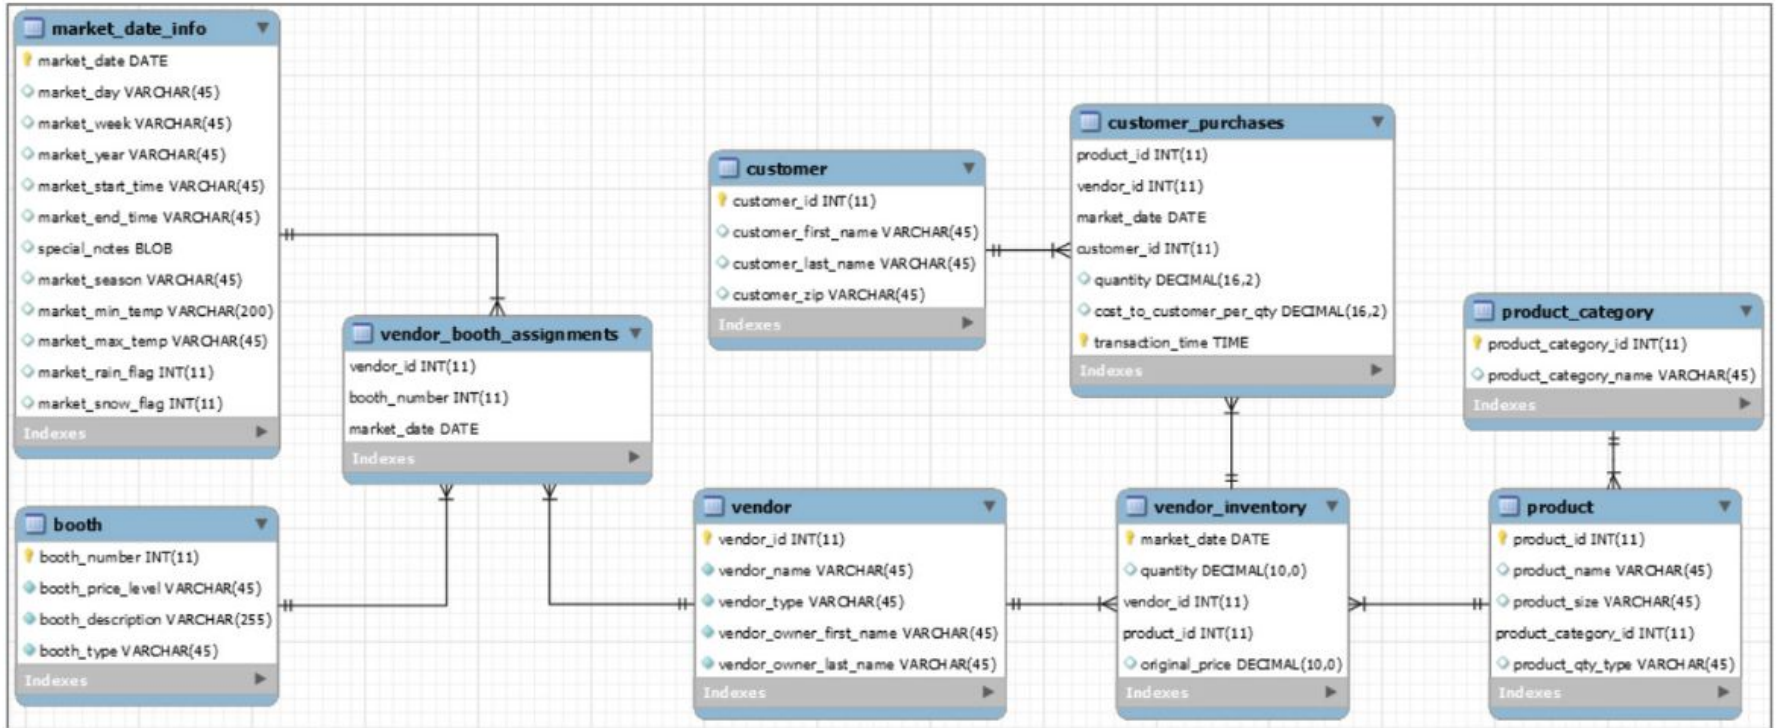 market_date_info
market_date DATE
market_day VARCHAR(45)
market_week VARCHAR(45)
market_year VARCHAR(45)
market_start_time VARCHAR(45)
market_end_time VARCHAR(45)
special_notes BLOB
market_season VARCHAR(45)
market_min_temp VARCHAR(200)
market_max_temp VARCHAR(45)
market_rain_flag INT(11)
market_snow_flag INT(11)
Indexes
booth
booth_number INT(11)
booth_price_level VARCHAR(45)
booth_description VARCHAR(255)
booth_type VARCHAR(45)
Indexes
vendor_booth_assignments
vendor_id INT(11)
booth_number INT(11)
market_date DATE
Indexes
customer
customer_id INT(11)
customer_first_name VARCHAR(45)
customer_last_name VARCHAR(45)
customer_zip VARCHAR(45)
Indexes
vendor
vendor_id INT(11)
vendor_name VARCHAR(45)
vendor_type VARCHAR(45)
vendor_owner_first_name VARCHAR(45)
vendor_owner_last_name VARCHAR(45)
Indexes
customer_purchases
product_id INT(11)
vendor_id INT(11)
market_date DATE
customer_id INT(11)
quantity DECIMAL(16,2)
cost_to_customer_per_qty DECIMAL(16,2)
transaction_time TIME
Indexes
vendor_inventory
market_date DATE
quantity DECIMAL(10,0)
vendor_id INT(11)
product_id INT(11)
original_price DECIMAL(10,0)
Indexes
product_category
product_category_id INT(11)
product_category_name VARCHAR(45)
Indexes
product
product_id INT(11)
product_name VARCHAR(45)
product_size VARCHAR(45)
product_category_id INT(11)
product_qty_type VARCHAR(45)
Indexes